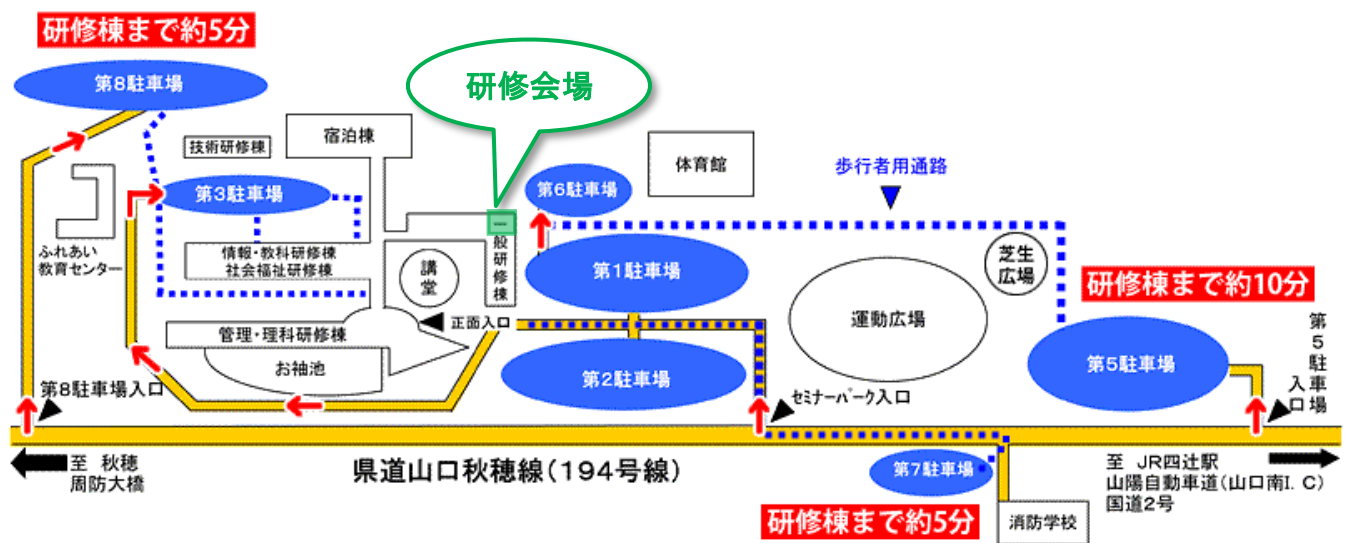 研修棟まで約5分
第8駐車場
研修会場
技術研修棟
宿泊棟
体育館
歩行者用通路
第3駐車場
第6駐車場
一般研修棟
ふれあい
教育センター
情報・教科研修棟
社会福祉研修棟
講堂
第1駐車場
芝生
広場
研修棟まで約10分
運動広場
正面入口
管理・理科研修棟
お袖池
第2駐車場
第5駐車場
第5駐車場
入口
第8駐車場入口
セミナーパーク入口
至 秋穂
周防大橋
県道山口秋穂線(194号線)
第7駐車場
至 JR四辻駅
山陽自動車道(山口南I.C)
国道2号
研修棟まで約5分
消防学校